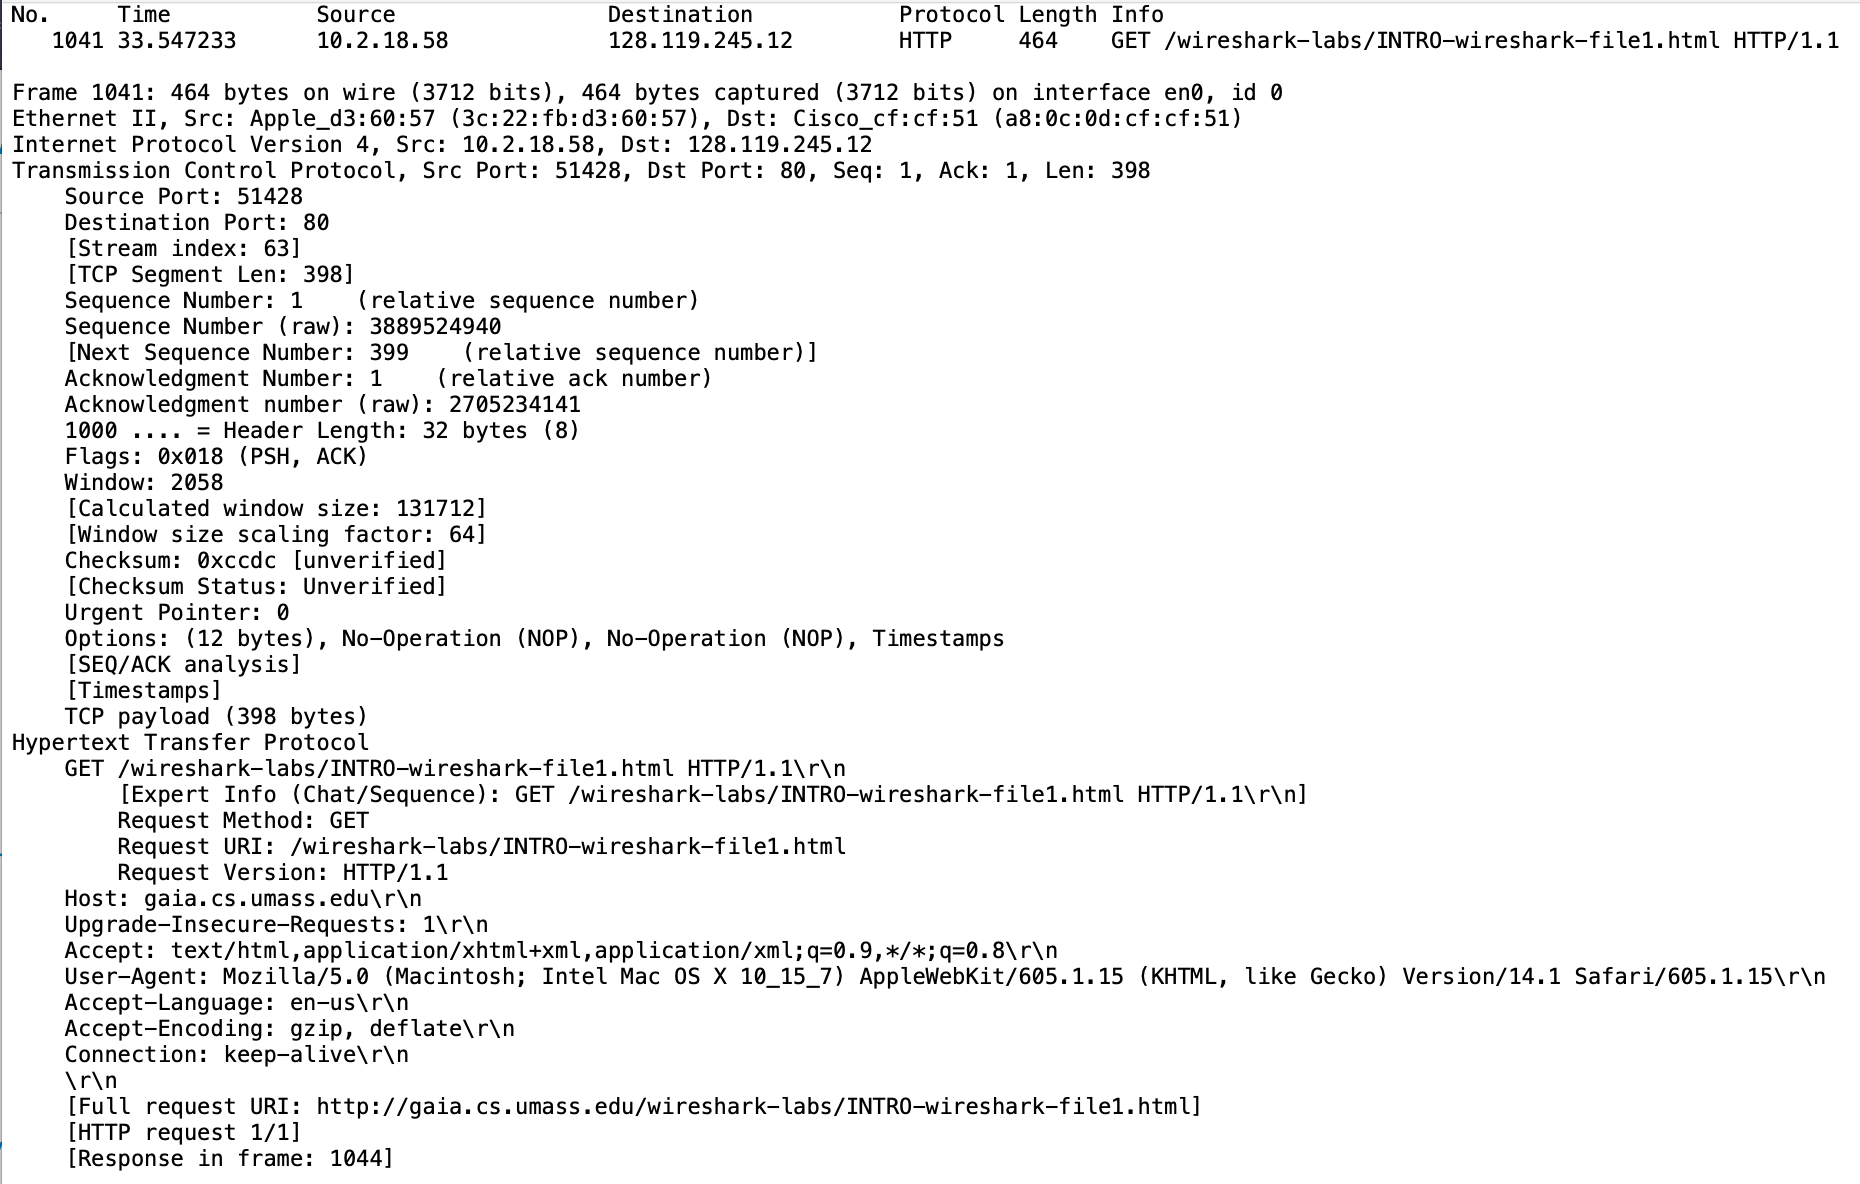 No.     Time           Source                Destination           Protocol Length Info
   1041 33.547233      10.2.18.58            128.119.245.12        HTTP     464    GET /wireshark-labs/INTRO-wireshark-file1.html HTTP/1.1
Frame 1041: 464 bytes on wire (3712 bits), 464 bytes captured (3712 bits) on interface en0, id 0
Ethernet II, Src: Apple_d3:60:57 (3c:22:fb:d3:60:57), Dst: Cisco_cf:cf:51 (a8:0c:0d:cf:cf:51)
Internet Protocol Version 4, Src: 10.2.18.58, Dst: 128.119.245.12
Transmission Control Protocol, Src Port: 51428, Dst Port: 80, Seq: 1, Ack: 1, Len: 398
    Source Port: 51428
    Destination Port: 80
    [Stream index: 63]
    [TCP Segment Len: 398]
    Sequence Number: 1    (relative sequence number)
    Sequence Number (raw): 3889524940
    [Next Sequence Number: 399    (relative sequence number)]
    Acknowledgment Number: 1    (relative ack number)
    Acknowledgment number (raw): 2705234141
    1000 .... = Header Length: 32 bytes (8)
    Flags: 0x018 (PSH, ACK)
    Window: 2058
    [Calculated window size: 131712]
    [Window size scaling factor: 64]
    Checksum: 0xccdc [unverified]
    [Checksum Status: Unverified]
    Urgent Pointer: 0
    Options: (12 bytes), No-Operation (NOP), No-Operation (NOP), Timestamps
    [SEQ/ACK analysis]
    [Timestamps]
    TCP payload (398 bytes)
Hypertext Transfer Protocol
    GET /wireshark-labs/INTRO-wireshark-file1.html HTTP/1.1\r\n
        [Expert Info (Chat/Sequence): GET /wireshark-labs/INTRO-wireshark-file1.html HTTP/1.1\r\n]
        Request Method: GET
        Request URI: /wireshark-labs/INTRO-wireshark-file1.html
        Request Version: HTTP/1.1
    Host: gaia.cs.umass.edu\r\n
    Upgrade-Insecure-Requests: 1\r\n
    Accept: text/html,application/xhtml+xml,application/xml;q=0.9,*/*;q=0.8\r\n
    User-Agent: Mozilla/5.0 (Macintosh; Intel Mac OS X 10_15_7) AppleWebKit/605.1.15 (KHTML, like Gecko) Version/14.1 Safari/605.1.15\r\n
    Accept-Language: en-us\r\n
    Accept-Encoding: gzip, deflate\r\n
    Connection: keep-alive\r\n
    \r\n
    [Full request URI: http://gaia.cs.umass.edu/wireshark-labs/INTRO-wireshark-file1.html]
    [HTTP request 1/1]
    [Response in frame: 1044]